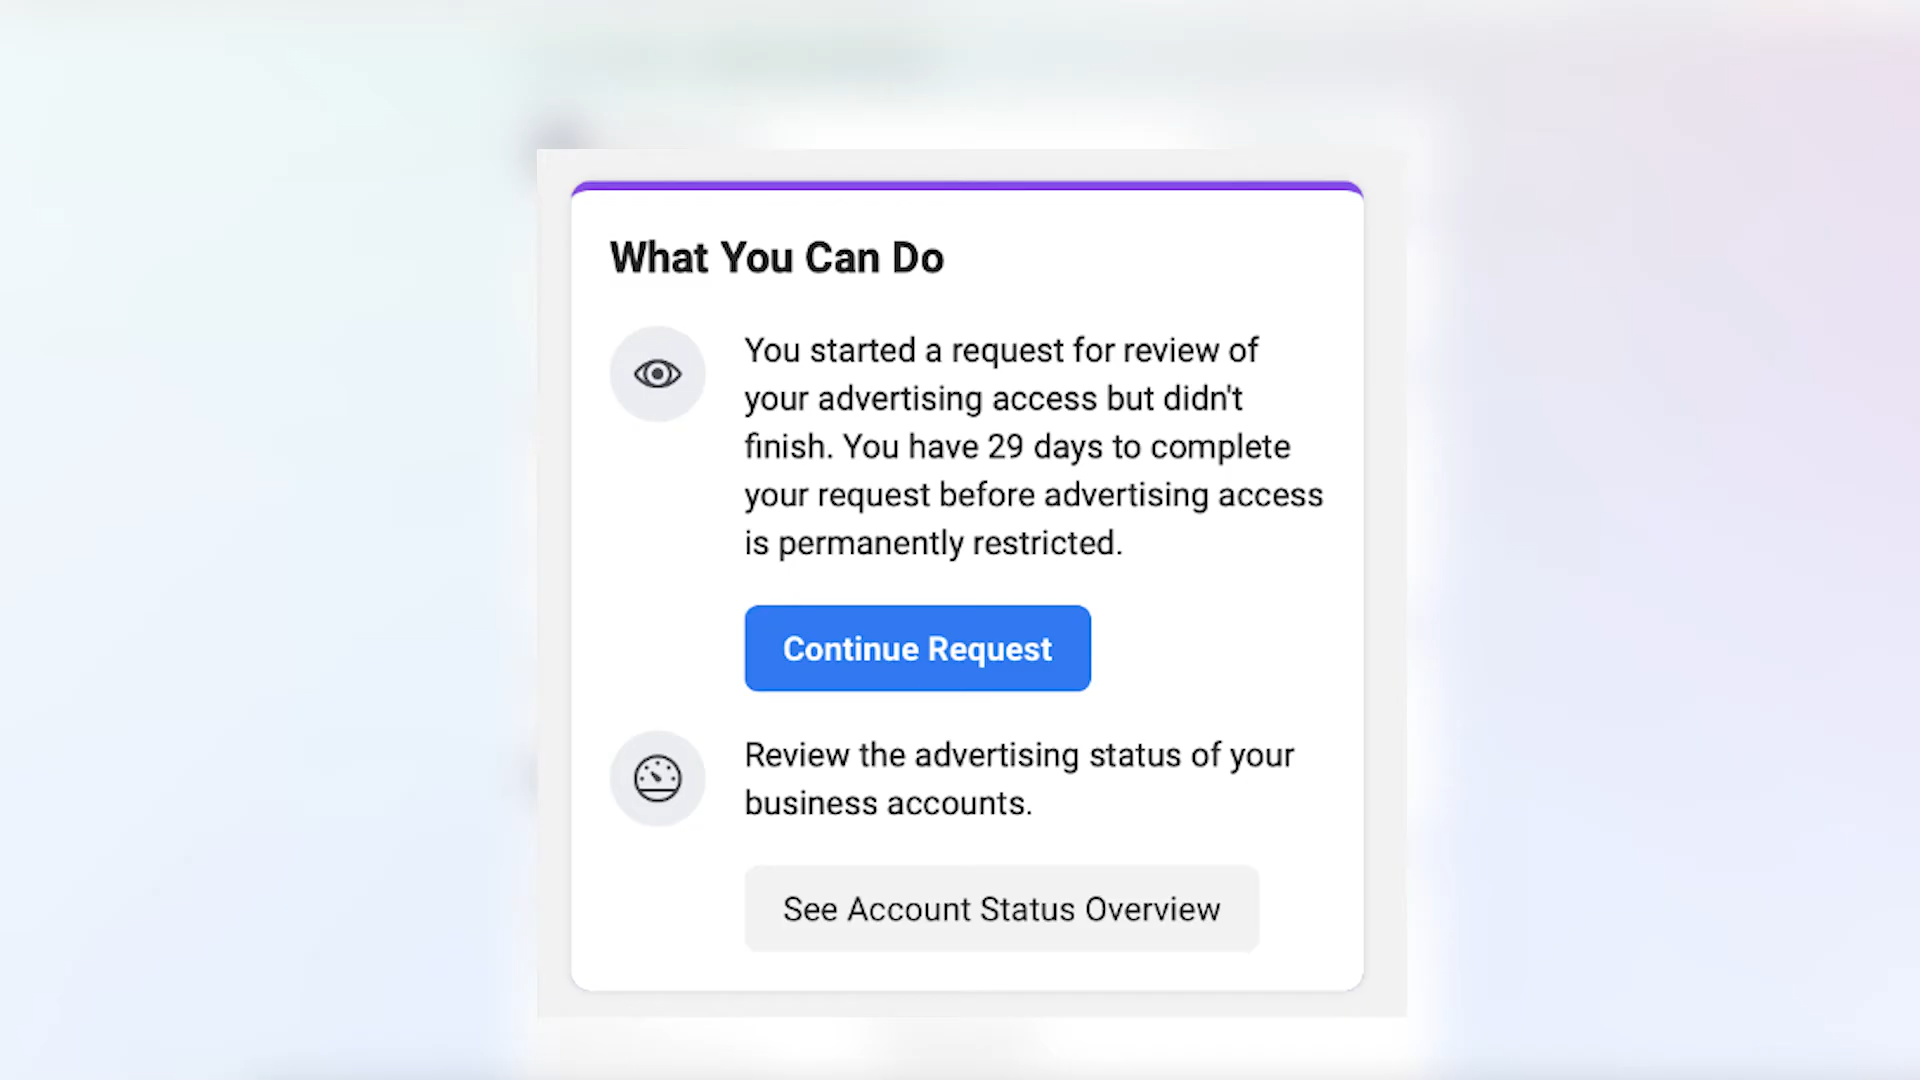 What You Can Do
You started a request for review of
your advertising access but didn't
finish. You have 29 days to complete
your request before advertising access
is permanently restricted.
Continue Request
Review the advertising status of your
business accounts.
See Account Status Overview